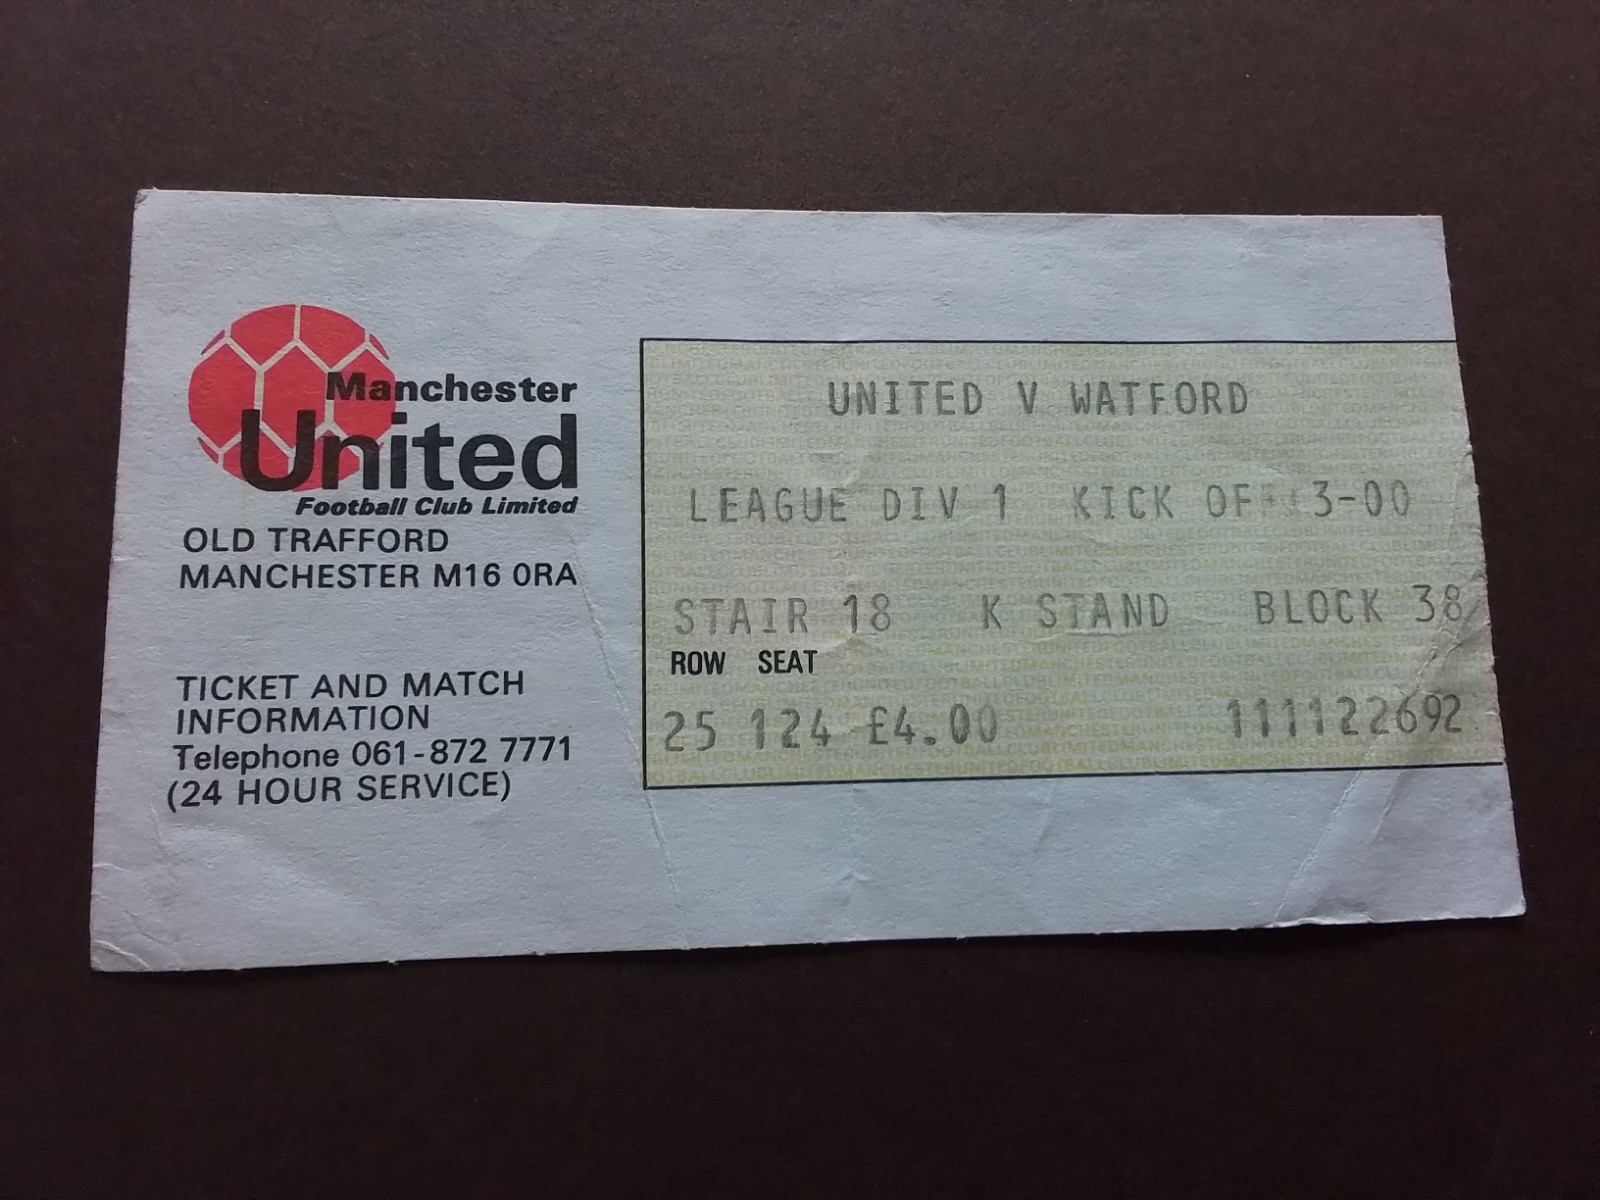 Manchester
United
Football Club Limited
OLD TRAFFORD
MANCHESTER M16 0RA
TICKET AND MATCH
INFORMATION
Telephone 061-872 7771
(24 HOUR SERVICE)
UNITED V WATFORD
LEAGUE DIV 1 KICK OFF 3-00
STAIR 18 K STAND BLOCK 38
ROW SEAT
25 124 £4.00 111122692